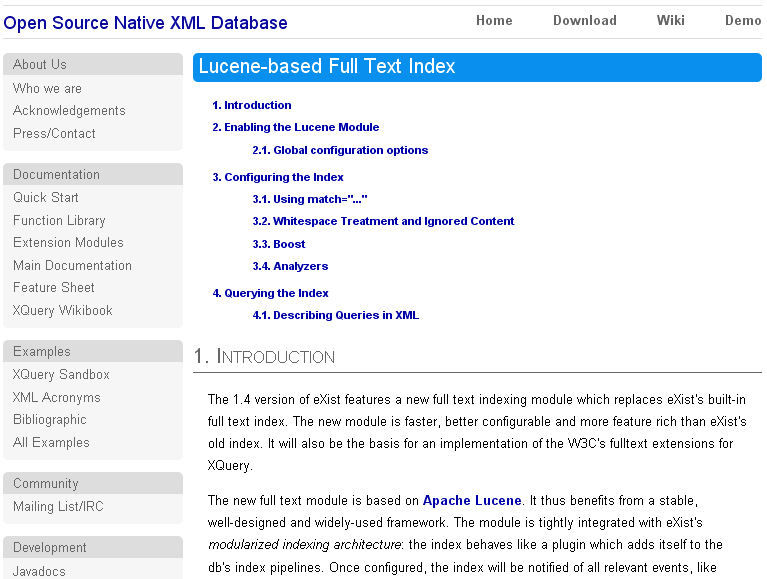 Open Source Native XML Database
Home Download Wiki Demo
About Us
Who we are
Acknowledgements
Press/Contact
Documentation
Quick Start
Function Library
Extension Modules
Main Documentation
Feature Sheet
XQuery Wikibook
Examples
XQuery Sandbox
XML Acronyms
Bibliographic
All Examples
Community
Mailing List/IRC
Development
Javadocs
Lucene-based Full Text Index
1. Introduction
2. Enabling the Lucene Module
2.1. Global configuration options
3. Configuring the Index
3.1. Using match="..."
3.2. Whitespace Treatment and Ignored Content
3.3. Boost
3.4. Analyzers
4. Querying the Index
4.1. Describing Queries in XML
1. INTRODUCTION
The 1.4 version of eXist features a new full text indexing module which replaces eXist's built-in
full text index. The new module is faster, better configurable and more feature rich than eXist's
old index. It will also be the basis for an implementation of the W3C's fulltext extensions for
XQuery.
The new full text module is based on Apache Lucene. It thus benefits from a stable,
well-designed and widely-used framework. The module is tightly integrated with eXist's
modularized indexing architecture: the index behaves like a plugin which adds itself to the
db's index pipelines. Once configured, the index will be notified of all relevant events, like